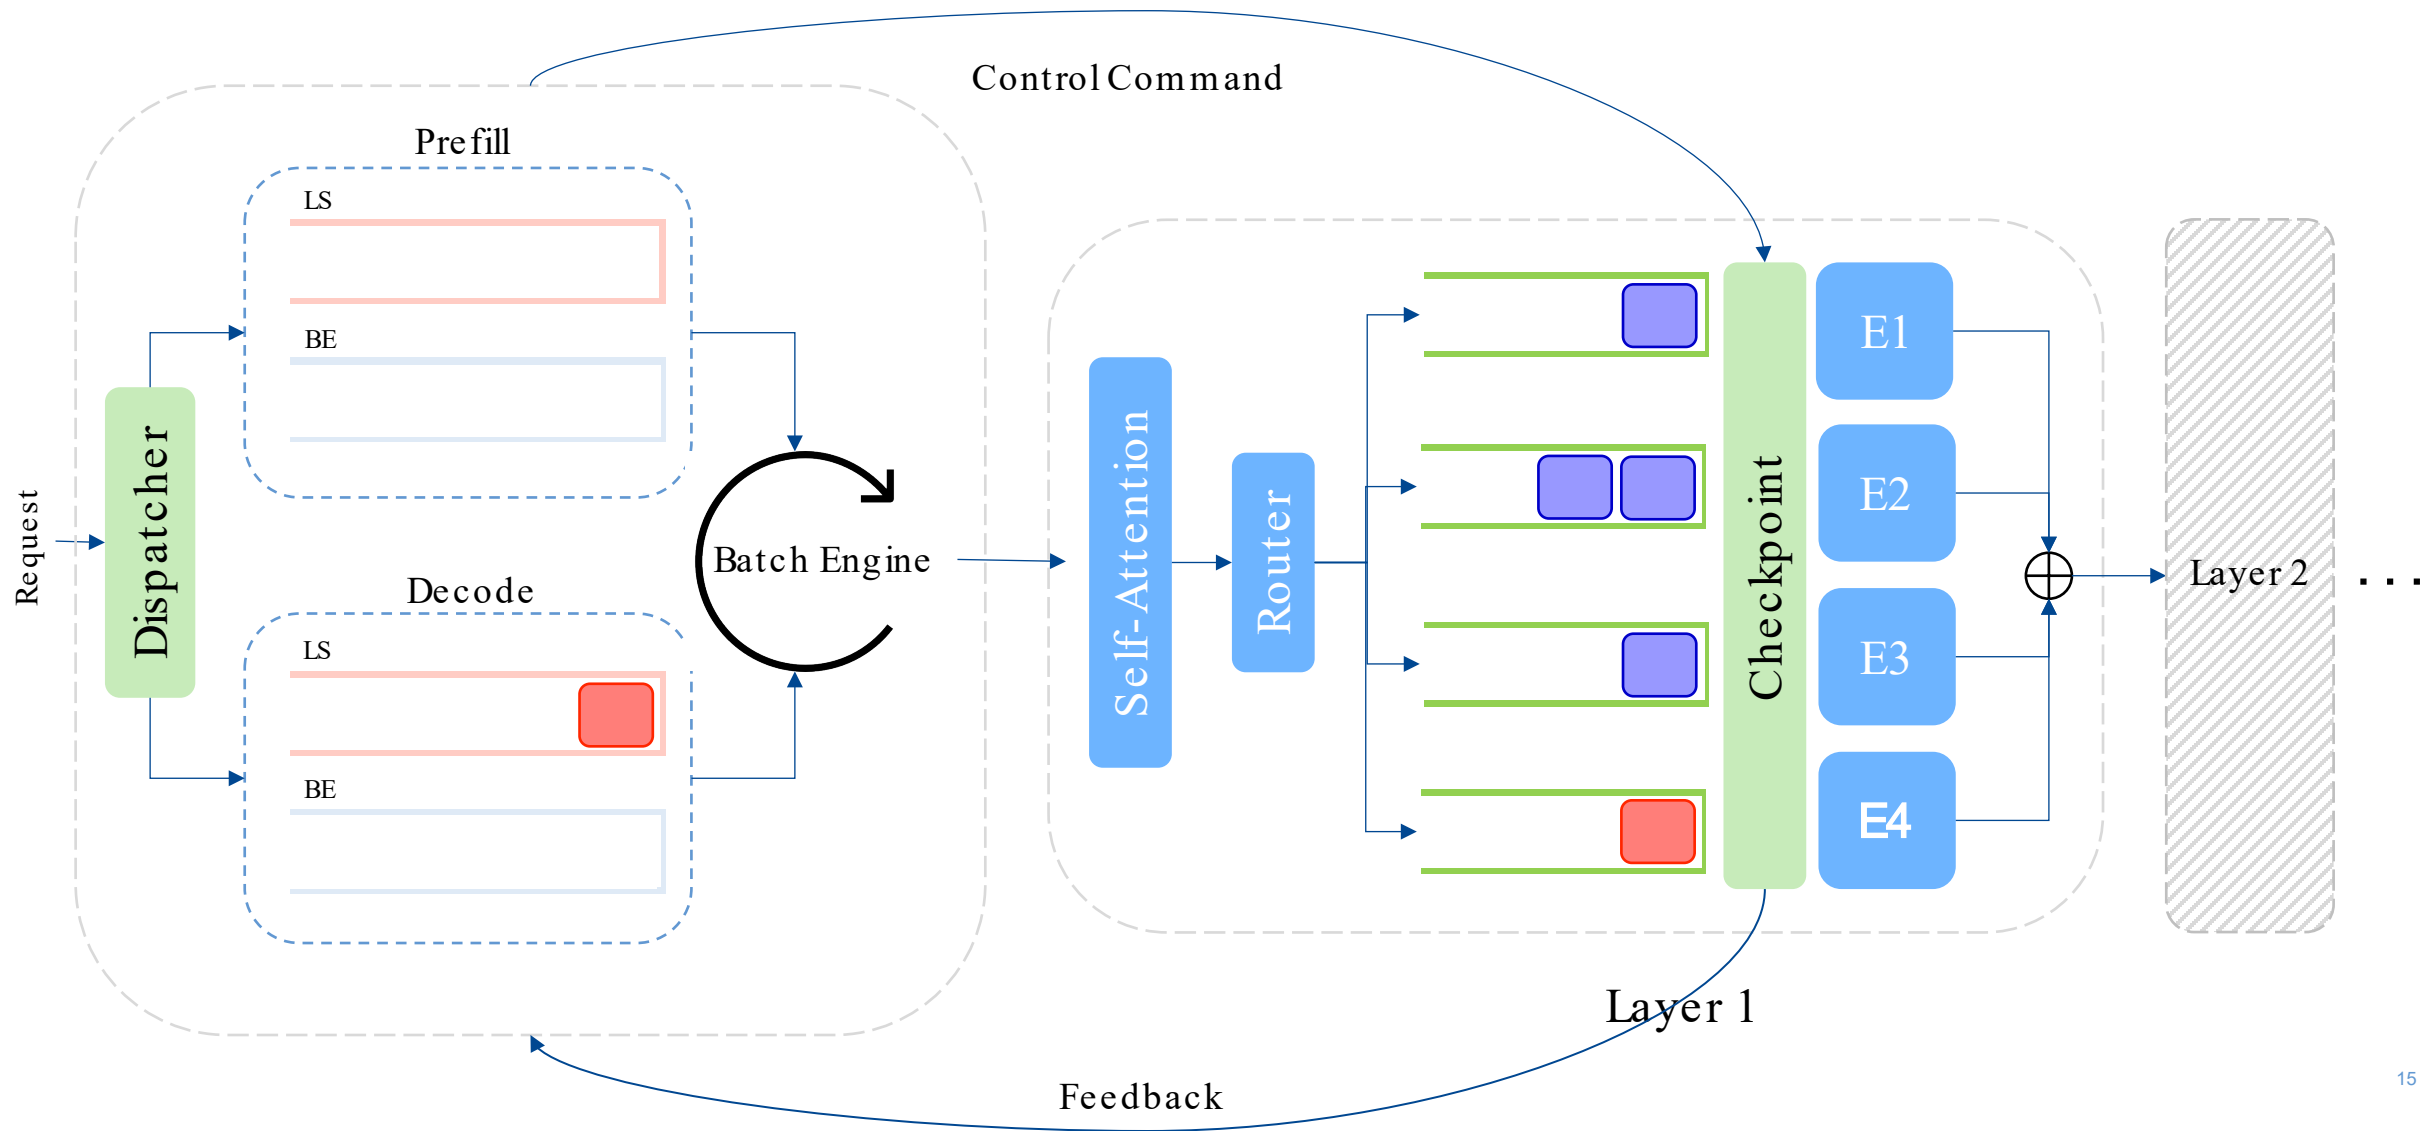 Control Command
Prefill
LS
BE
Request
Dispatcher
Batch Engine
Decode
LS
BE
Self-Attention
Router
Checkpoint
E1
E2
E3
E4
Layer 2
...
Layer 1
Feedback
15